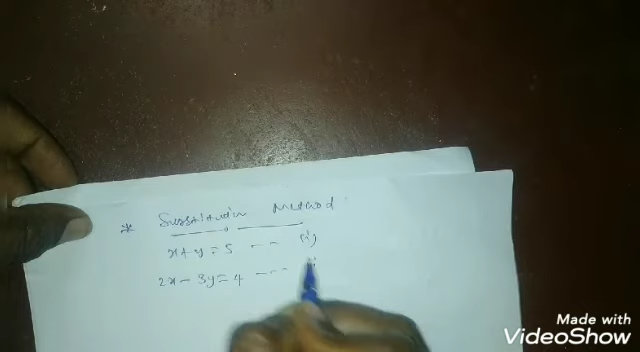 * Substitution Method
x + y = 5 --- (i)
2x - 3y = 4 ---
Made with
VideoShow